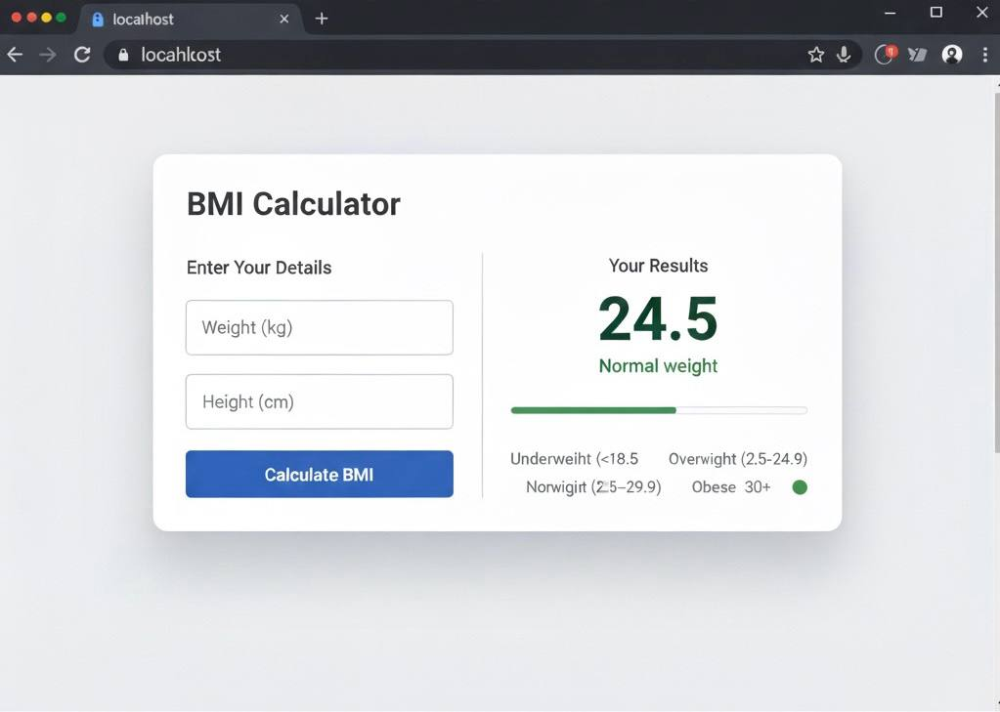 localhost
locahlcost
BMI Calculator
Enter Your Details
Weight (kg)
Height (cm)
Calculate BMI
Your Results
24.5
Normal weight
Underweiht (<18.5
Overwight (2.5-24.9)
Norwigirt (2.5–29.9)
Obese 30+